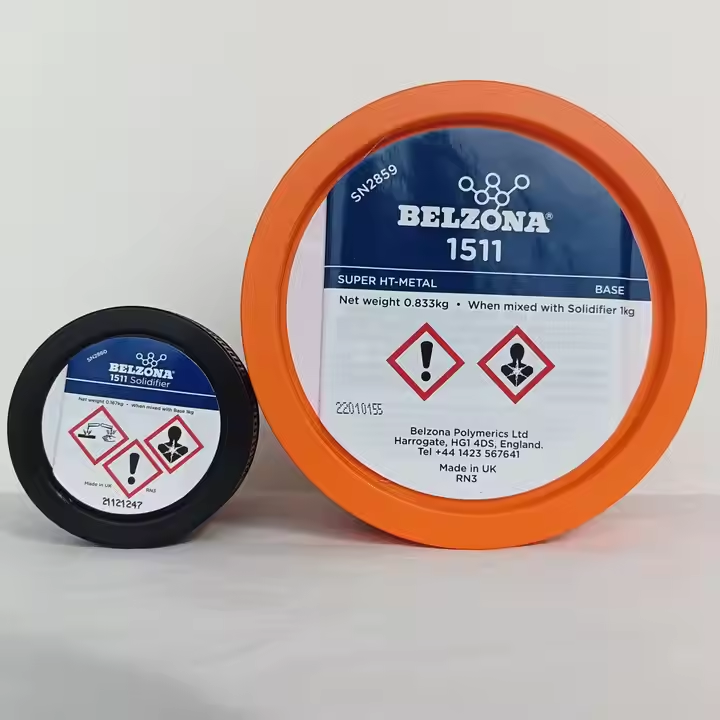 SN2860
BELZONA®
1511 Solidifier
Net weight 0.167kg • When mixed with Base 1kg
Made in UK
RN3
21121247
SN2859
BELZONA®
1511
SUPER HT-METAL
BASE
Net weight 0.833kg • When mixed with Solidifier 1kg
22010155
Belzona Polymerics Ltd
Harrogate, HG1 4DS, England.
Tel +44 1423 567641
Made in UK
RN3